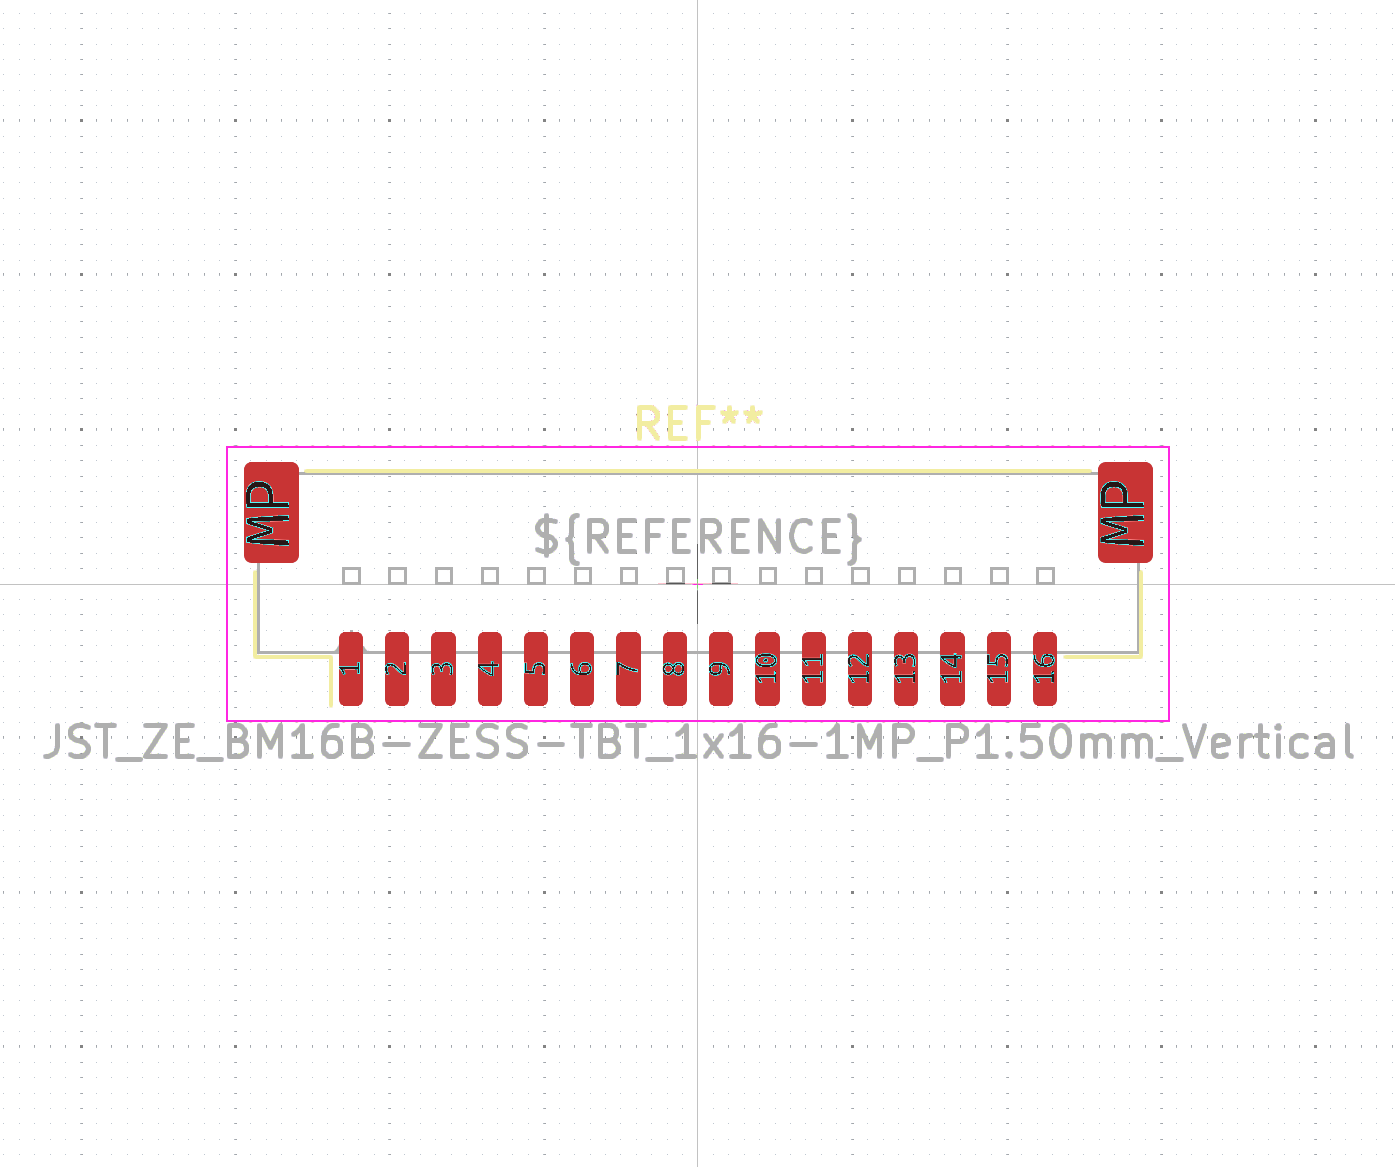 REF**
MP MP
${REFERENCE}
1 2 3 4 5 6 7 8 9 10 11 12 13 14 15 16
JST_ZE_BM16B-ZESS-TBT_1x16-1MP_P1.50mm_Vertical